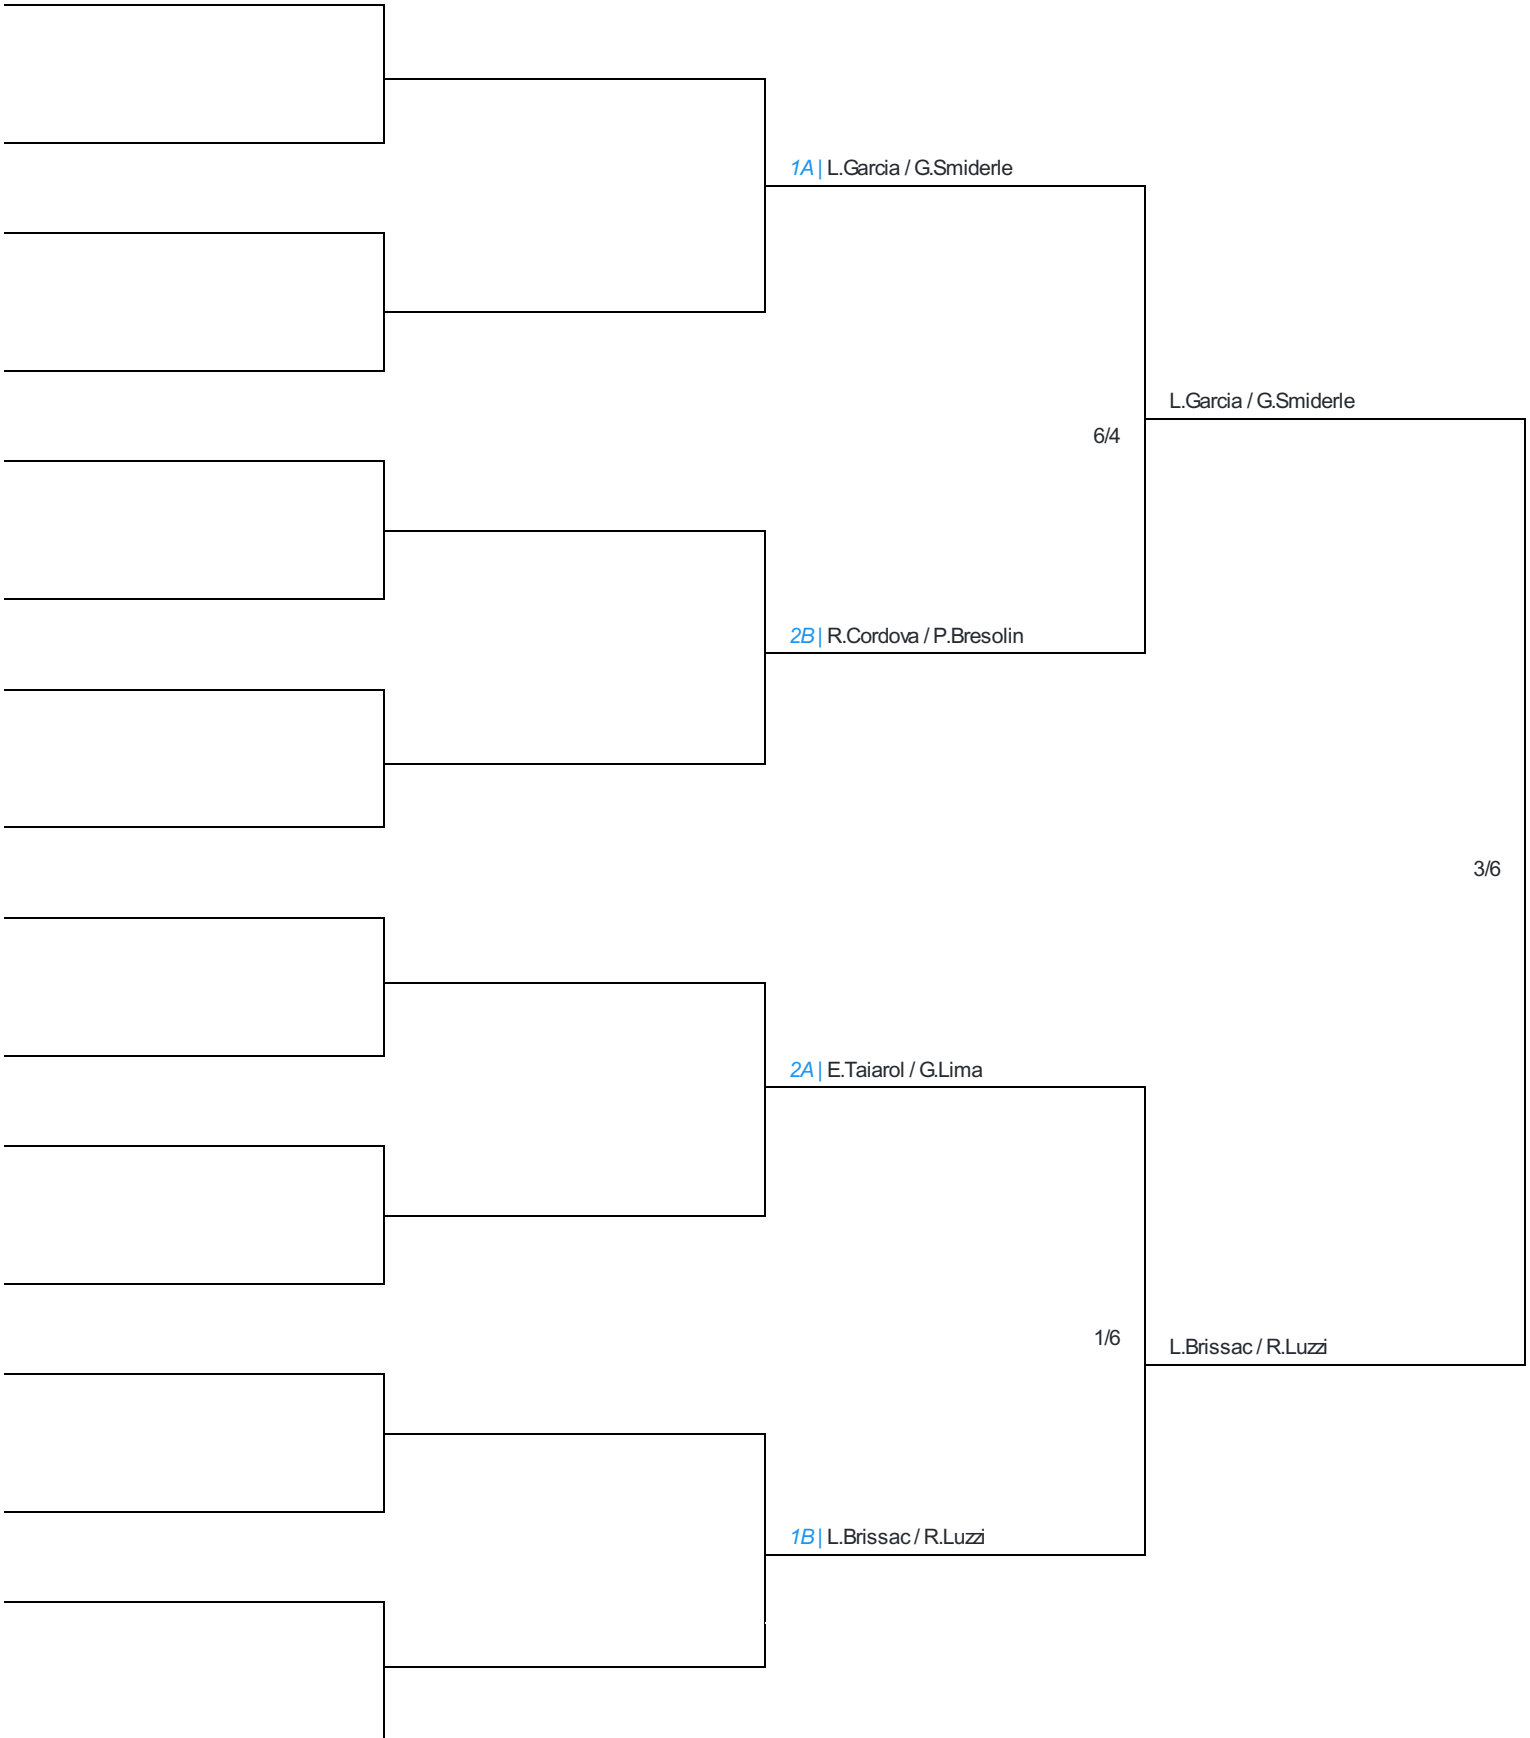 1A | L.Garcia / G.Smiderle
L.Garcia / G.Smiderle
6/4
2B | R.Cordova / P.Bresolin
3/6
2A | E.Taiarol / G.Lima
1/6
L.Brissac / R.Luzzi
1B | L.Brissac / R.Luzzi